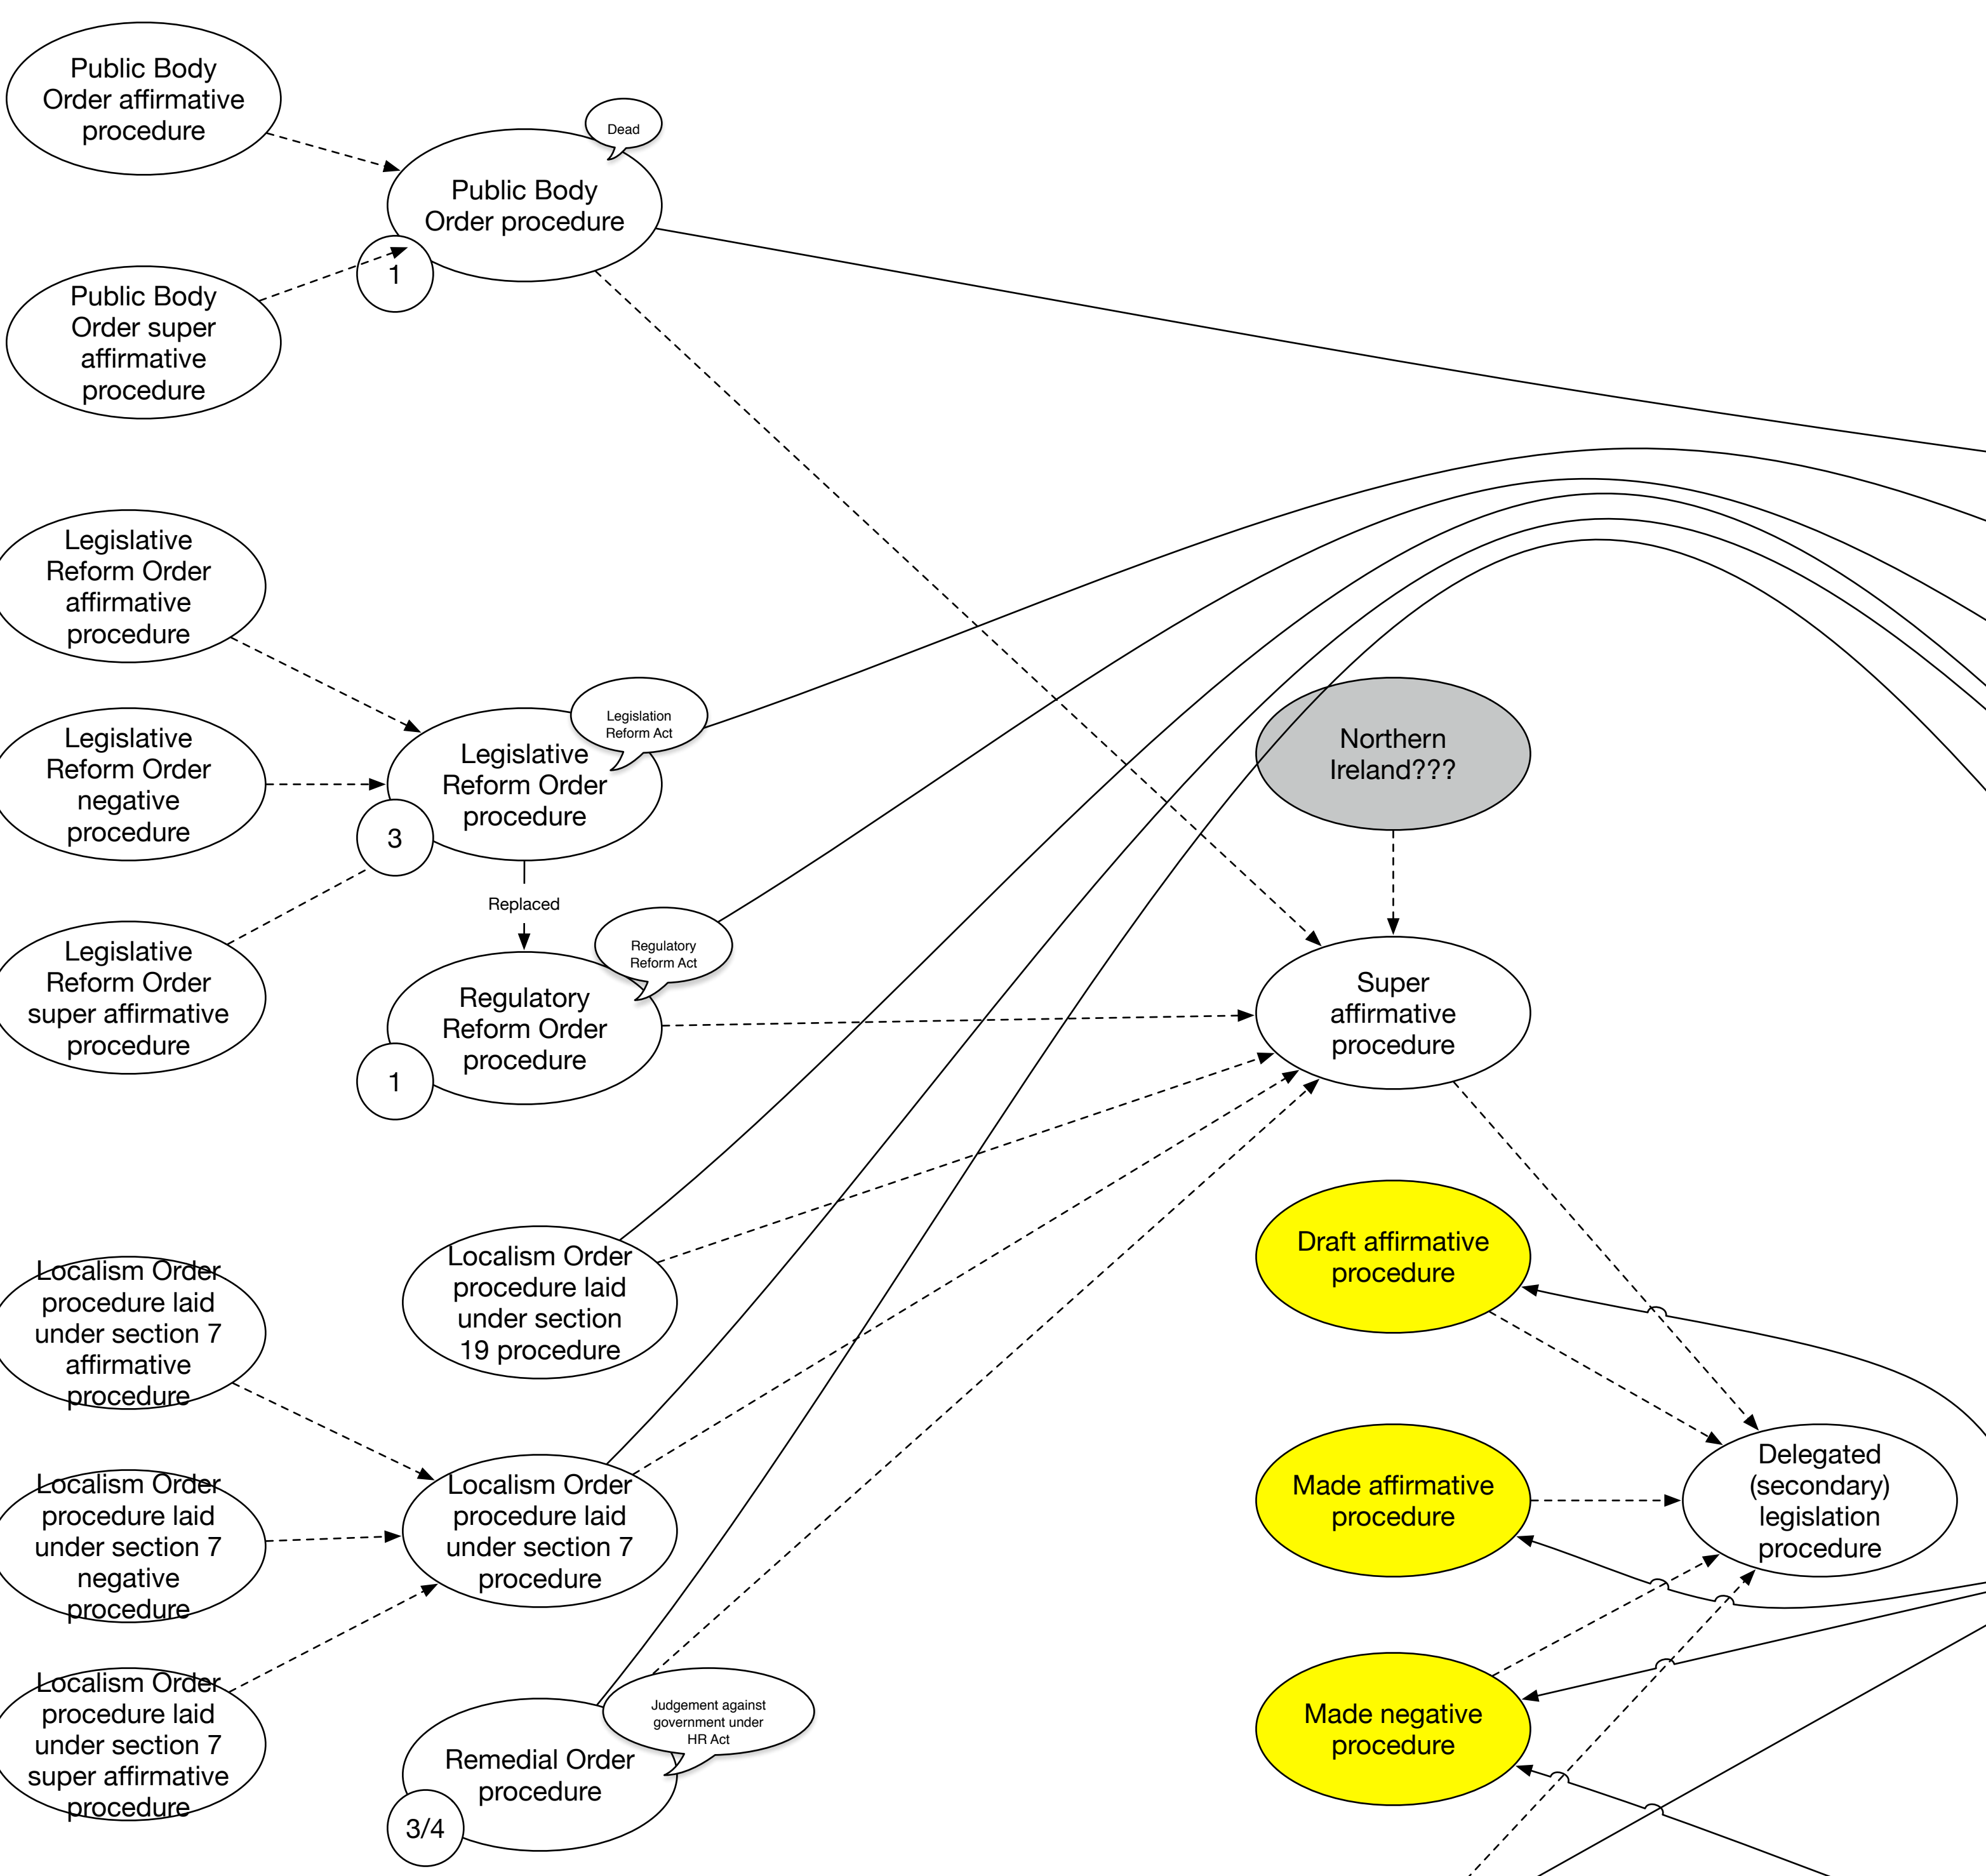 Public Body
Order affirmative
procedure
Dead
Public Body
Order procedure
1
Public Body
Order super
affirmative
procedure
Legislative
Reform Order
affirmative
procedure
Legislative
Reform Order
negative
procedure
Legislation
Reform Act
Legislative
Reform Order
procedure
3
Northern
Ireland???
Replaced
Legislative
Reform Order
super affirmative
procedure
Regulatory
Reform Act
Regulatory
Reform Order
procedure
1
Super
affirmative
procedure
Localism Order
procedure laid
under section
19 procedure
Draft affirmative
procedure
Localism Order
procedure laid
under section 7
affirmative
procedure
Localism Order
procedure laid
under section 7
negative
procedure
Localism Order
procedure laid
under section 7
procedure
Made affirmative
procedure
Delegated
(secondary)
legislation
procedure
Localism Order
procedure laid
under section 7
super affirmative
procedure
Judgement against
government under
HR Act
Remedial Order
procedure
3/4
Made negative
procedure